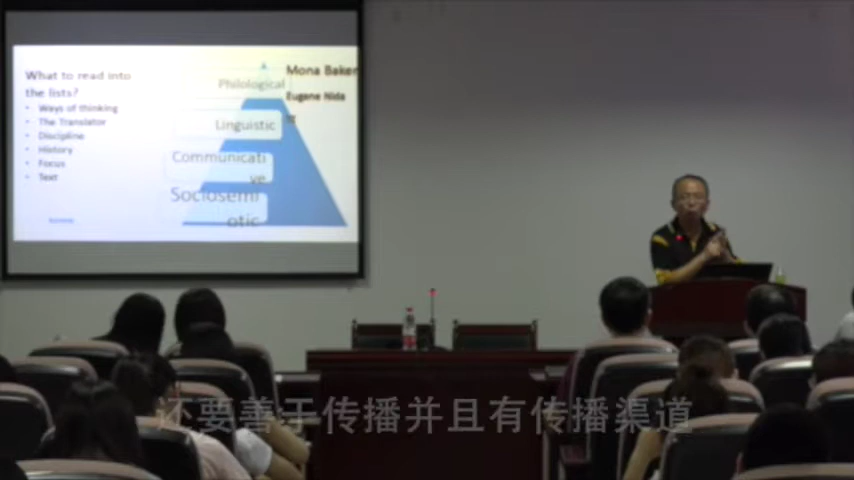 What to read into
the lists?
• Ways of thinking
• The Translator
• Discipline
• History
• Focus
• Text
Philological
Linguistic
Communicati
ve
Sociosemi
otic
Mona Baker
Eugene Nida
还要善于传播并且有传播渠道